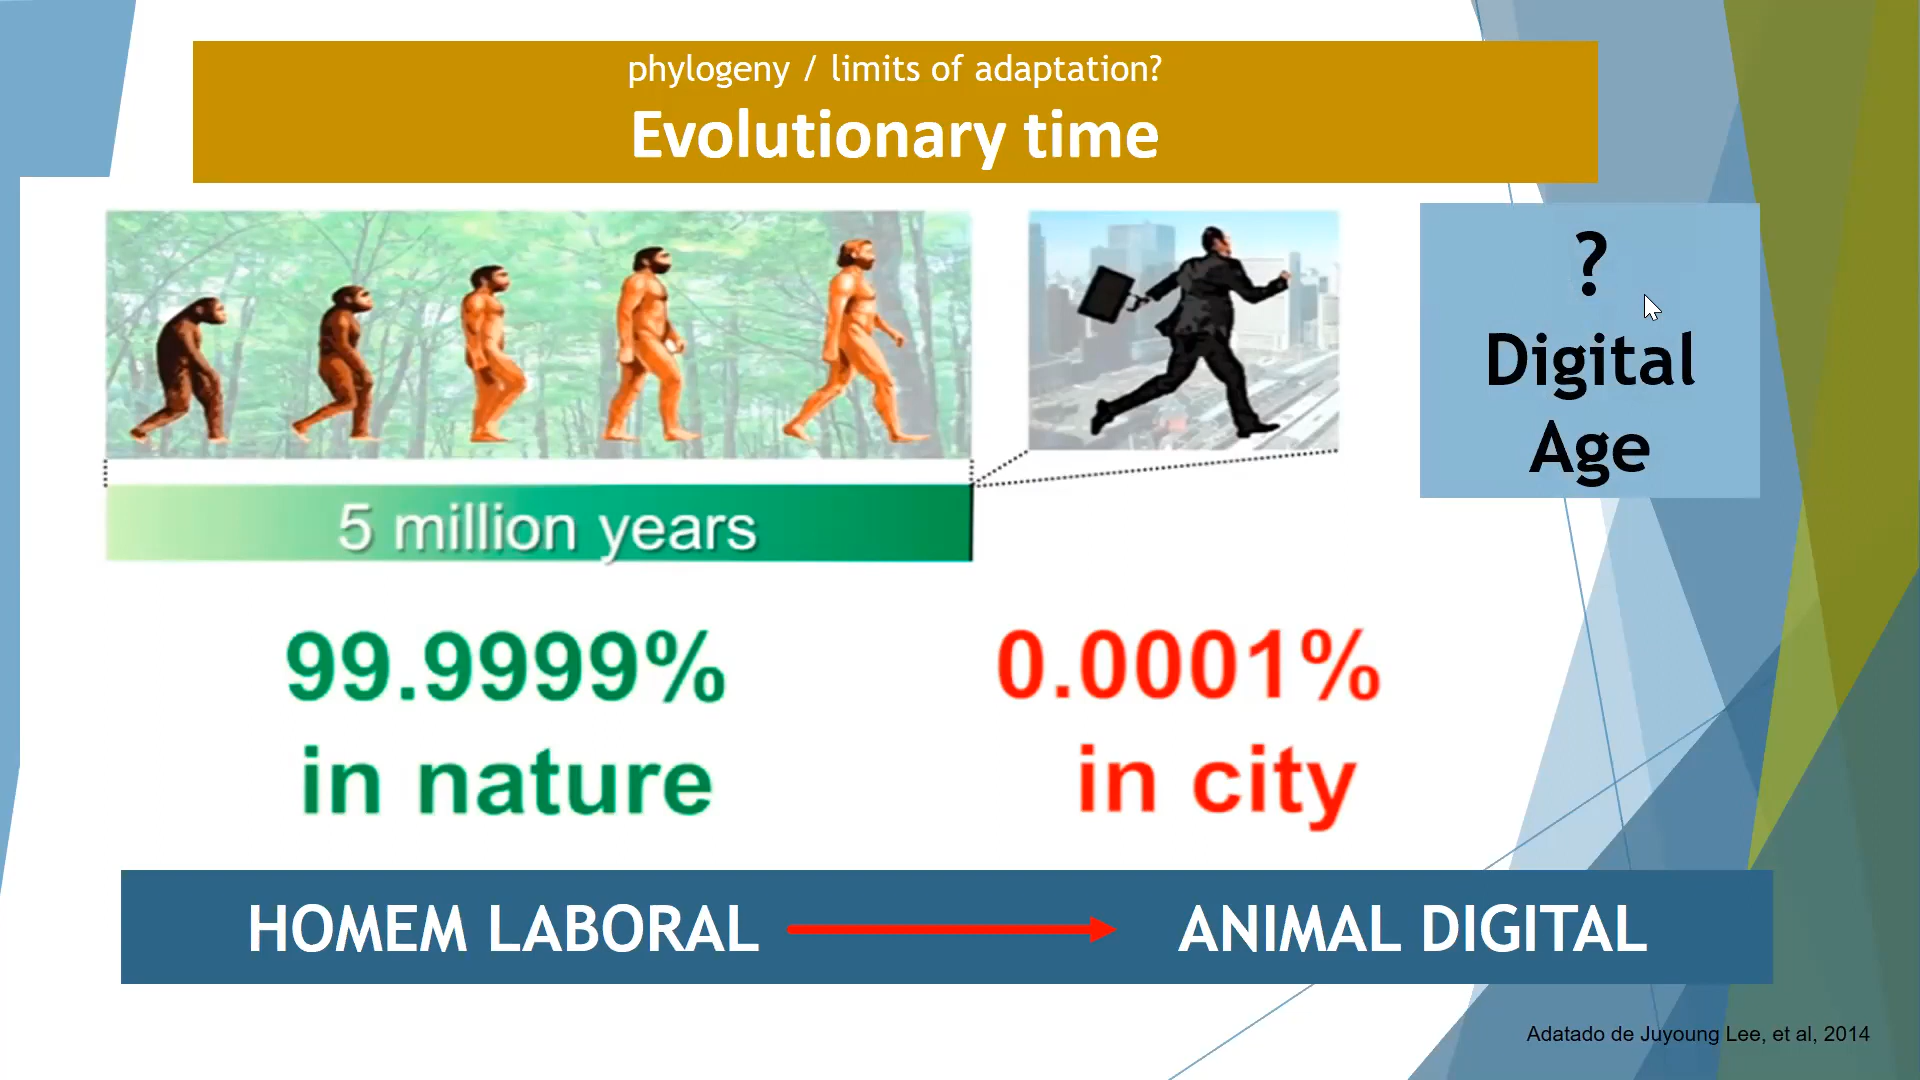 phylogeny / limits of adaptation?
Evolutionary time
?
Digital
Age
5 million years
99.9999%
in nature
0.0001%
in city
HOMEM LABORAL
ANIMAL DIGITAL
Adatado de Juyoung Lee, et al, 2014